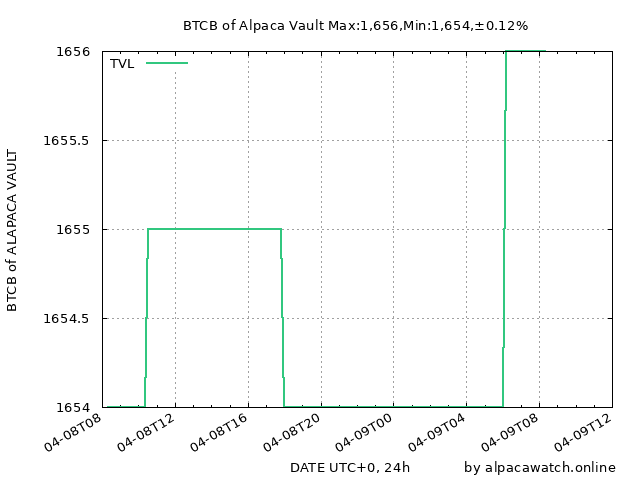 BTCB of Alpaca Vault Max:1,656,Min:1,654,±0.12%
TVL
1656
1655.5
1655
1654.5
1654
BTCB of ALAPACA VAULT
04-08T08
04-08T12
04-08T16
04-08T20
04-09T00
04-09T04
04-09T08
04-09T12
DATE UTC+0, 24h
by alpacawatch.online